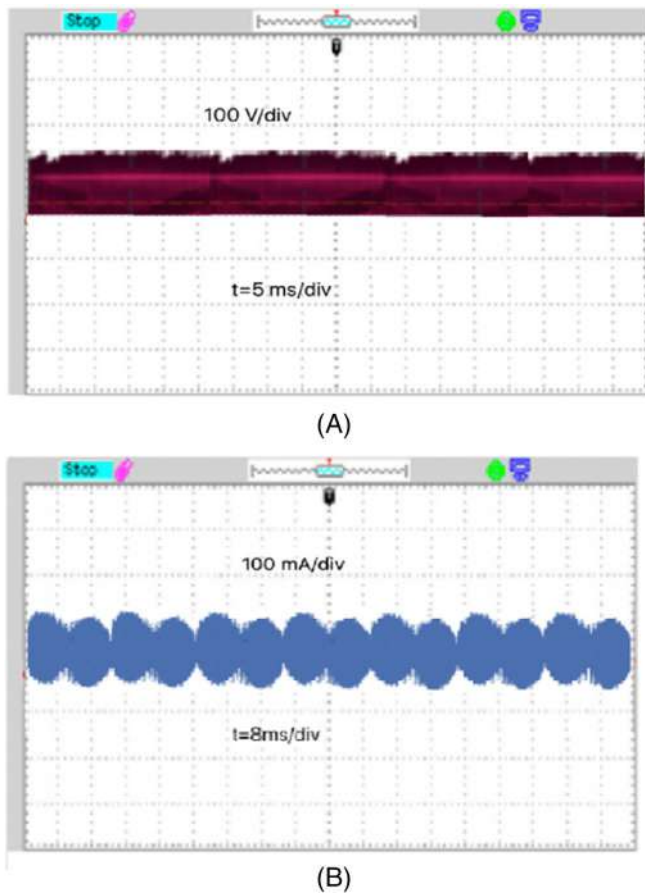 Stop
100 V/div
t=5 ms/div
(A)
Stop
100 mA/div
t=8ms/div
(B)